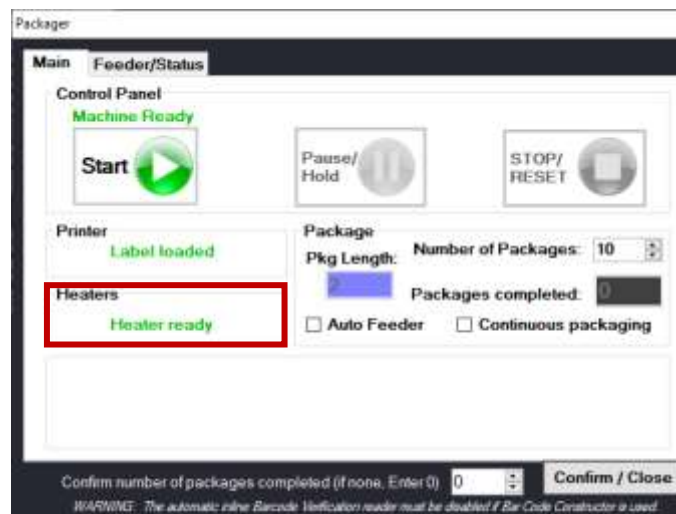 Packager
Main Feeder/Status
Control Panel
Machine Ready
Start
Pause/
Hold
STOP/
RESET
Printer
Label loaded
Package
Pkg Length:
2
Number of Packages: 10
Packages completed: 0
Heaters
Heater ready
Auto Feeder
Continuous packaging
Confirm number of packages completed (if none, Enter 0) 0
Confirm / Close
WARNING: The automatic inline Barcode Verification reader must be disabled if Bar Code Constructor is used.